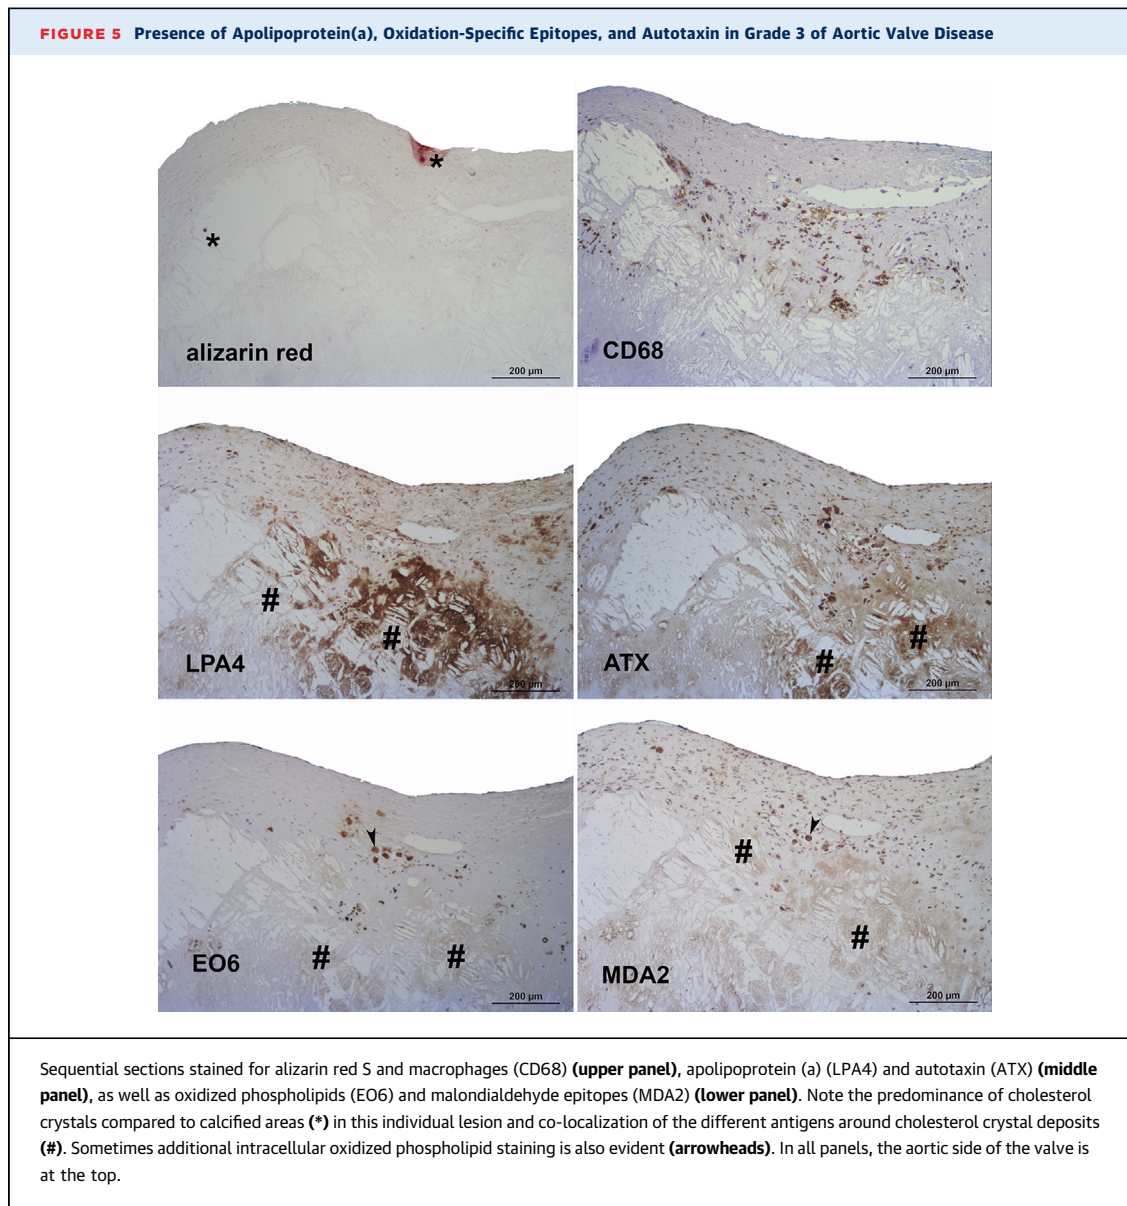 FIGURE 5 Presence of Apolipoprotein(a), Oxidation-Specific Epitopes, and Autotaxin in Grade 3 of Aortic Valve Disease
*
*
alizarin red
200 µm
CD68
200 µm
#
#
LPA4
200 µm
#
#
ATX
200 µm
#
#
EO6
200 µm
#
#
MDA2
200 µm
Sequential sections stained for alizarin red S and macrophages (CD68) (upper panel), apolipoprotein (a) (LPA4) and autotaxin (ATX) (middle
panel), as well as oxidized phospholipids (EO6) and malondialdehyde epitopes (MDA2) (lower panel). Note the predominance of cholesterol
crystals compared to calcified areas (*) in this individual lesion and co-localization of the different antigens around cholesterol crystal deposits
(#). Sometimes additional intracellular oxidized phospholipid staining is also evident (arrowheads). In all panels, the aortic side of the valve is
at the top.